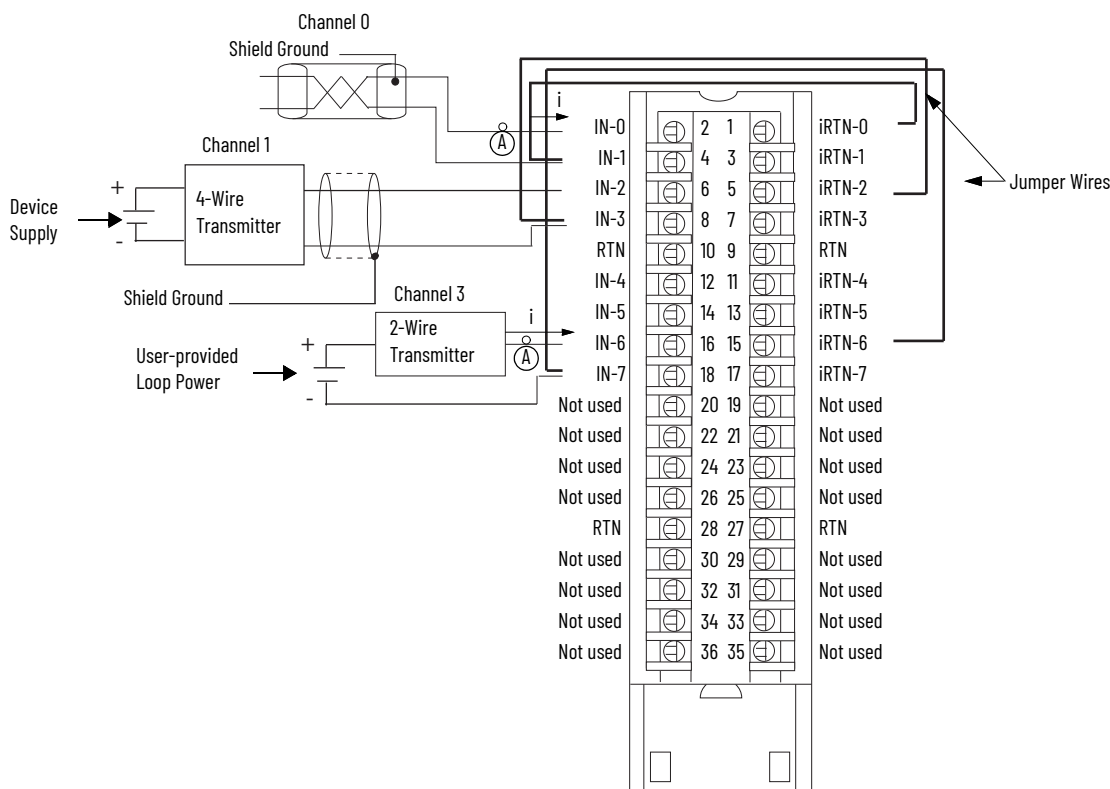 Channel 0
Shield Ground
i
A
Channel 1
+
-
4-Wire
Transmitter
Device
Supply
Shield Ground
Channel 3
i
A
2-Wire
Transmitter
+
-
User-provided
Loop Power
Jumper Wires
IN-0 2 1 iRTN-0
IN-1 4 3 iRTN-1
IN-2 6 5 iRTN-2
IN-3 8 7 iRTN-3
RTN 10 9 RTN
IN-4 12 11 iRTN-4
IN-5 14 13 iRTN-5
IN-6 16 15 iRTN-6
IN-7 18 17 iRTN-7
Not used 20 19 Not used
Not used 22 21 Not used
Not used 24 23 Not used
Not used 26 25 Not used
RTN 28 27 RTN
Not used 30 29 Not used
Not used 32 31 Not used
Not used 34 33 Not used
Not used 36 35 Not used